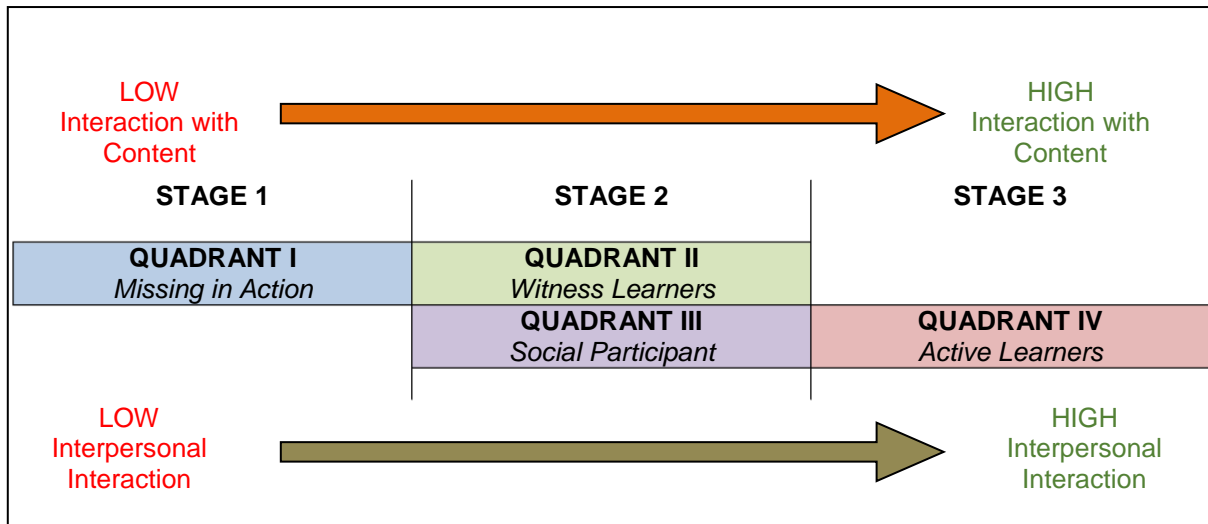 LOW
Interaction with
Content
HIGH
Interaction with
Content
STAGE 1
STAGE 2
STAGE 3
QUADRANT I
Missing in Action
QUADRANT II
Witness Learners
QUADRANT III
Social Participant
QUADRANT IV
Active Learners
LOW
Interpersonal
Interaction
HIGH
Interpersonal
Interaction